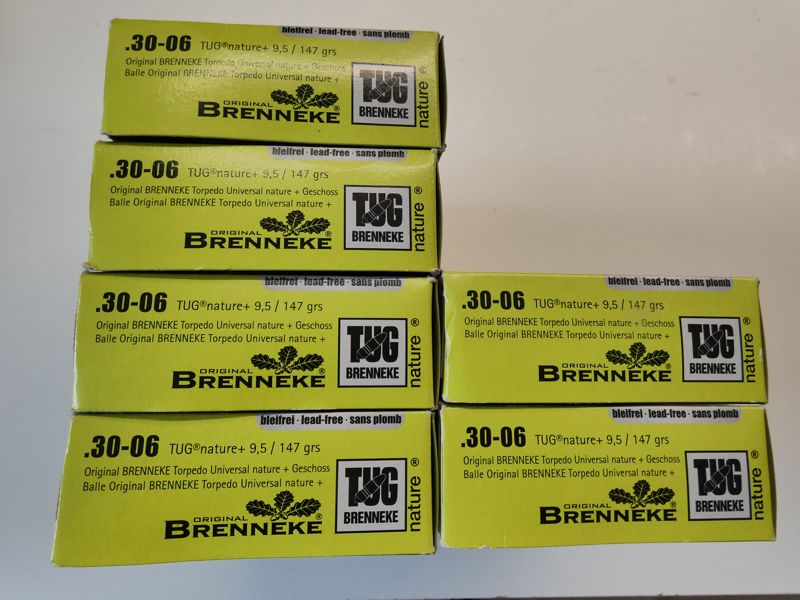 bleifrei · lead-free · sans plomb
.30-06 TUG®nature+ 9,5 / 147 grs
Original BRENNEKE Torpedo Universal nature + Geschoss
Balle Original BRENNEKE Torpedo Universal nature +
ORIGINAL
BRENNEKE®
TUG
BRENNEKE
nature®
bleifrei · lead-free · sans plomb
.30-06 TUG®nature+ 9,5 / 147 grs
Original BRENNEKE Torpedo Universal nature + Geschoss
Balle Original BRENNEKE Torpedo Universal nature +
ORIGINAL
BRENNEKE®
TUG
BRENNEKE
nature®
bleifrei · lead-free · sans plomb
.30-06 TUG®nature+ 9,5 / 147 grs
Original BRENNEKE Torpedo Universal nature + Geschoss
Balle Original BRENNEKE Torpedo Universal nature +
ORIGINAL
BRENNEKE®
TUG
BRENNEKE
nature®
bleifrei · lead-free · sans plomb
.30-06 TUG®nature+ 9,5 / 147 grs
Original BRENNEKE Torpedo Universal nature + Geschoss
Balle Original BRENNEKE Torpedo Universal nature +
ORIGINAL
BRENNEKE®
TUG
BRENNEKE
nature®
bleifrei · lead-free · sans plomb
.30-06 TUG®nature+ 9,5 / 147 grs
Original BRENNEKE Torpedo Universal nature + Geschoss
Balle Original BRENNEKE Torpedo Universal nature +
ORIGINAL
BRENNEKE®
TUG
BRENNEKE
nature®
bleifrei · lead-free · sans plomb
.30-06 TUG®nature+ 9,5 / 147 grs
Original BRENNEKE Torpedo Universal nature + Geschoss
Balle Original BRENNEKE Torpedo Universal nature +
ORIGINAL
BRENNEKE®
TUG
BRENNEKE
nature®